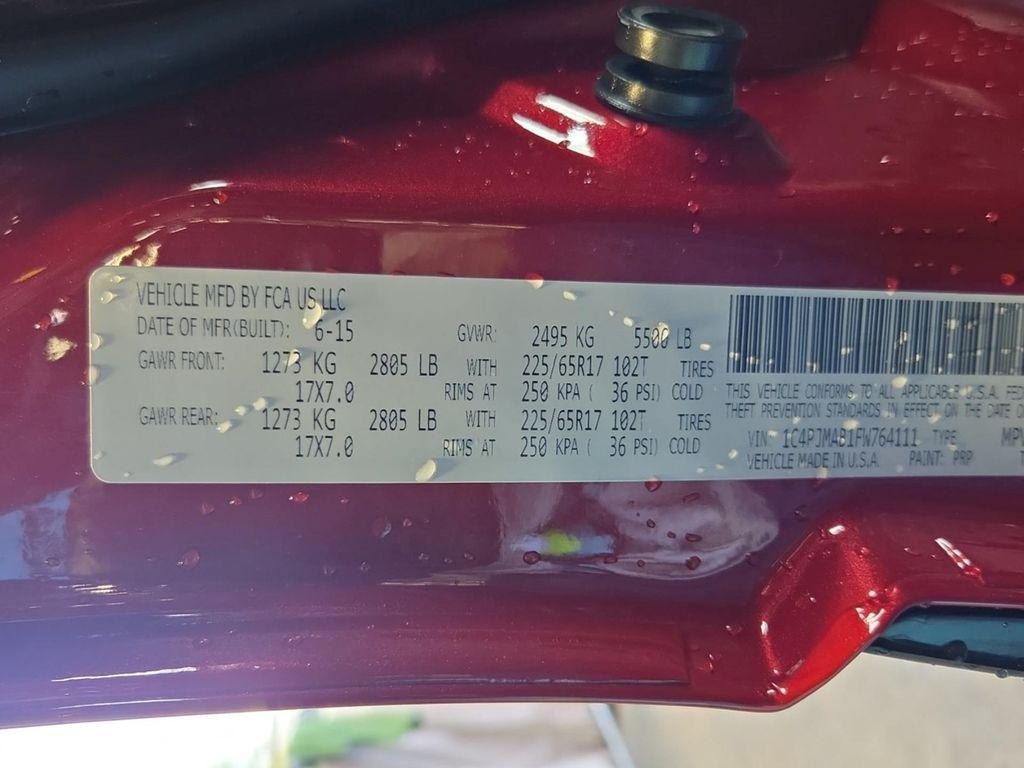 VEHICLE MFD BY FCA US LLC
DATE OF MFR(BUILT): 6-15 GVWR: 2495 KG 5500 LB
GAWR FRONT: 1273 KG 2805 LB WITH 225/65R17 102T TIRES
17X7.0 RIMS AT 250 KPA ( 36 PSI) COLD
GAWR REAR: 1273 KG 2805 LB WITH 225/65R17 102T TIRES
17X7.0 RIMS AT 250 KPA ( 36 PSI) COLD
THIS VEHICLE CONFORMS TO ALL APPLICABLE U.S.A. FED
THEFT PREVENTION STANDARDS IN EFFECT ON THE DATE O
VIN: 1C4PJMAB1FW764111 TYPE MPV
VEHICLE MADE IN U.S.A. PAINT: PRP